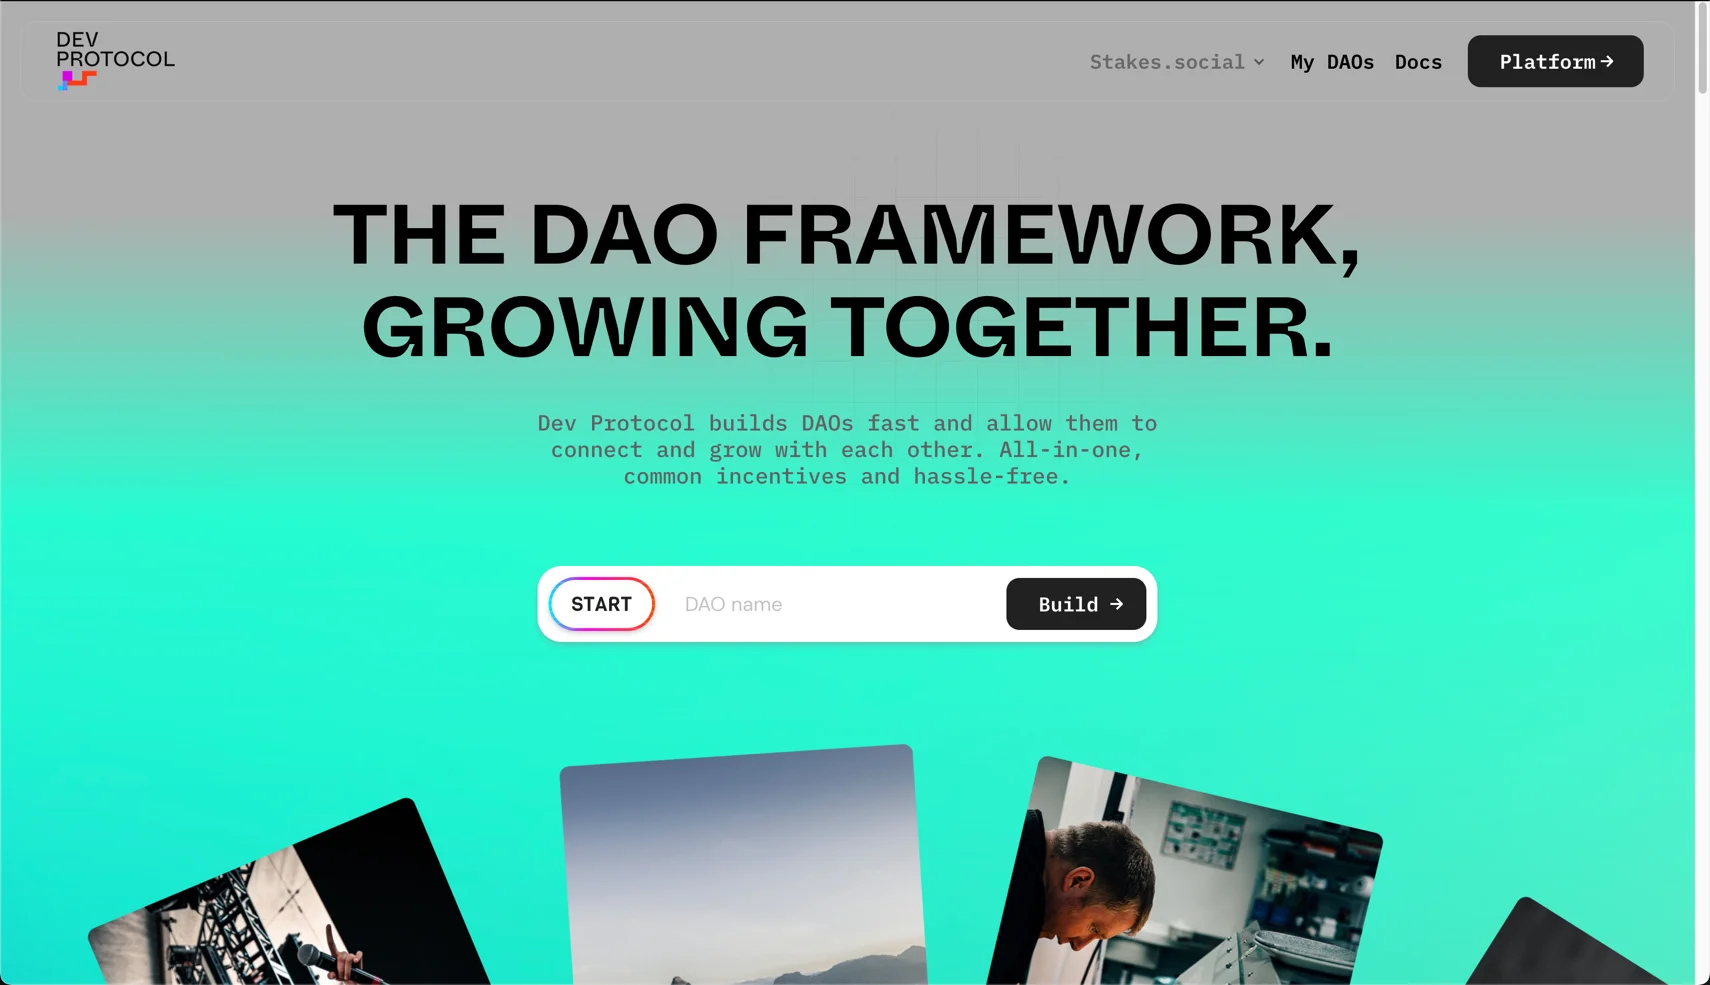 DEV
PROTOCOL
Stakes.social My DAOs Docs Platform→
THE DAO FRAMEWORK,
GROWING TOGETHER.
Dev Protocol builds DAOs fast and allow them to
connect and grow with each other. All-in-one,
common incentives and hassle-free.
START DAO name Build →